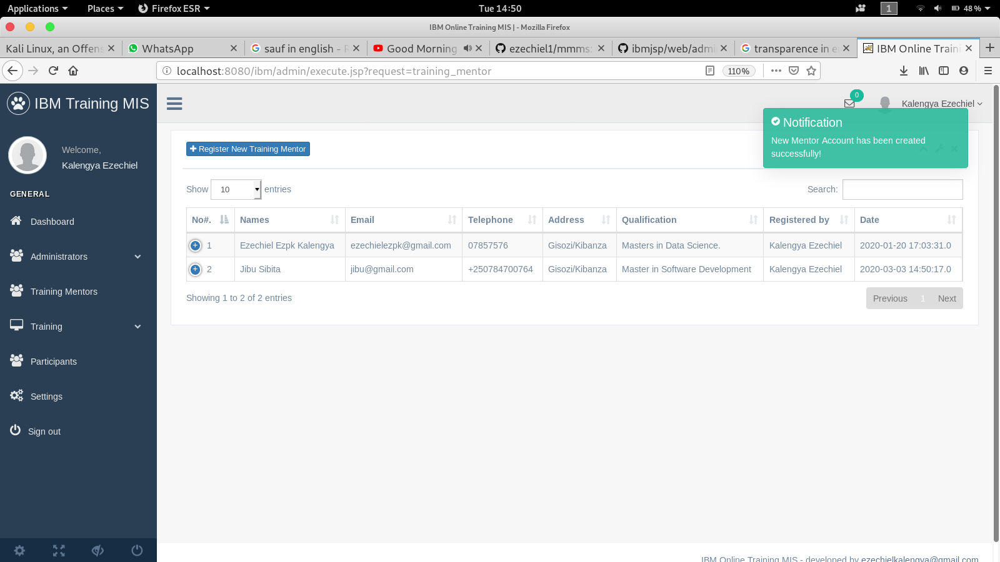 Applications Places Firefox ESR Tue 14:50 1 48 %
IBM Online Training MIS | - Mozilla Firefox
Kali Linux, an Offens WhatsApp sauf in english - Good Morning ezechiel1/mmms: ibmjsp/web/admi transparence in e IBM Online Traini
localhost:8080/ibm/admin/execute.jsp?request=training_mentor 110%
IBM Training MIS
0
Kalengya Ezechiel
Welcome,
Kalengya Ezechiel
Notification
New Mentor Account has been created
successfully!
Register New Training Mentor
GENERAL
Dashboard
Administrators
Training Mentors
Training
Participants
Settings
Sign out
Show 10 entries Search:
No#. Names Email Telephone Address Qualification Registered by Date
1 Ezechiel Ezpk Kalengya ezechielezpk@gmail.com 07857576 Gisozi/Kibanza Masters in Data Science. Kalengya Ezechiel 2020-01-20 17:03:31.0
2 Jibu Sibita jibu@gmail.com +250784700764 Gisozi/Kibanza Master in Software Development Kalengya Ezechiel 2020-03-03 14:50:17.0
Showing 1 to 2 of 2 entries Previous 1 Next
IBM Online Training MIS - developed by ezechielkalengya@gmail.com